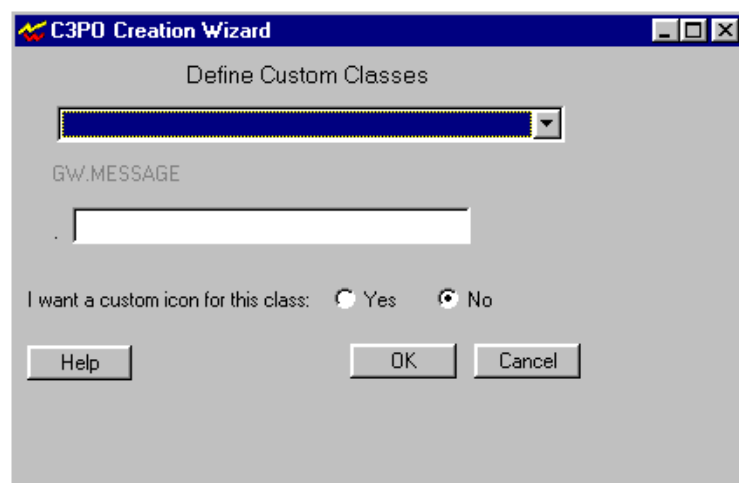 C3PO Creation Wizard
Define Custom Classes
GW.MESSAGE
.
I want a custom icon for this class: Yes No
Help OK Cancel